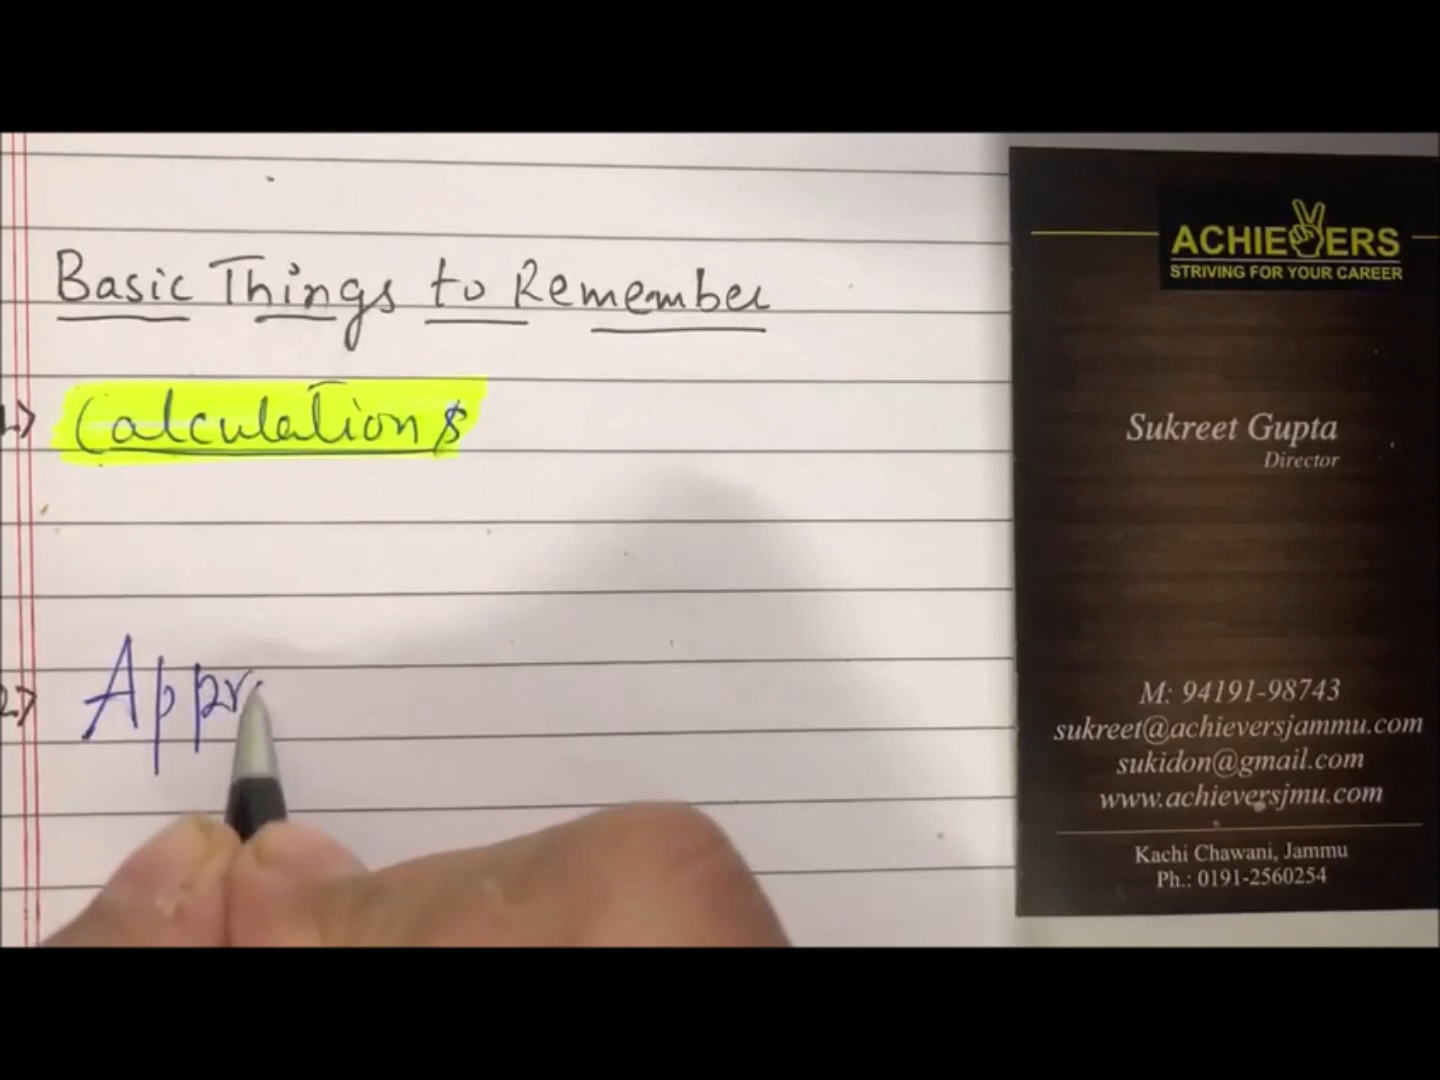 Basic Things to Remember
1) Calculations
2) Appr
ACHIEVERS
STRIVING FOR YOUR CAREER
Sukreet Gupta
Director
M: 94191-98743
sukreet@achieversjammu.com
sukidon@gmail.com
www.achieversjmu.com
Kachi Chawani, Jammu
Ph.: 0191-2560254